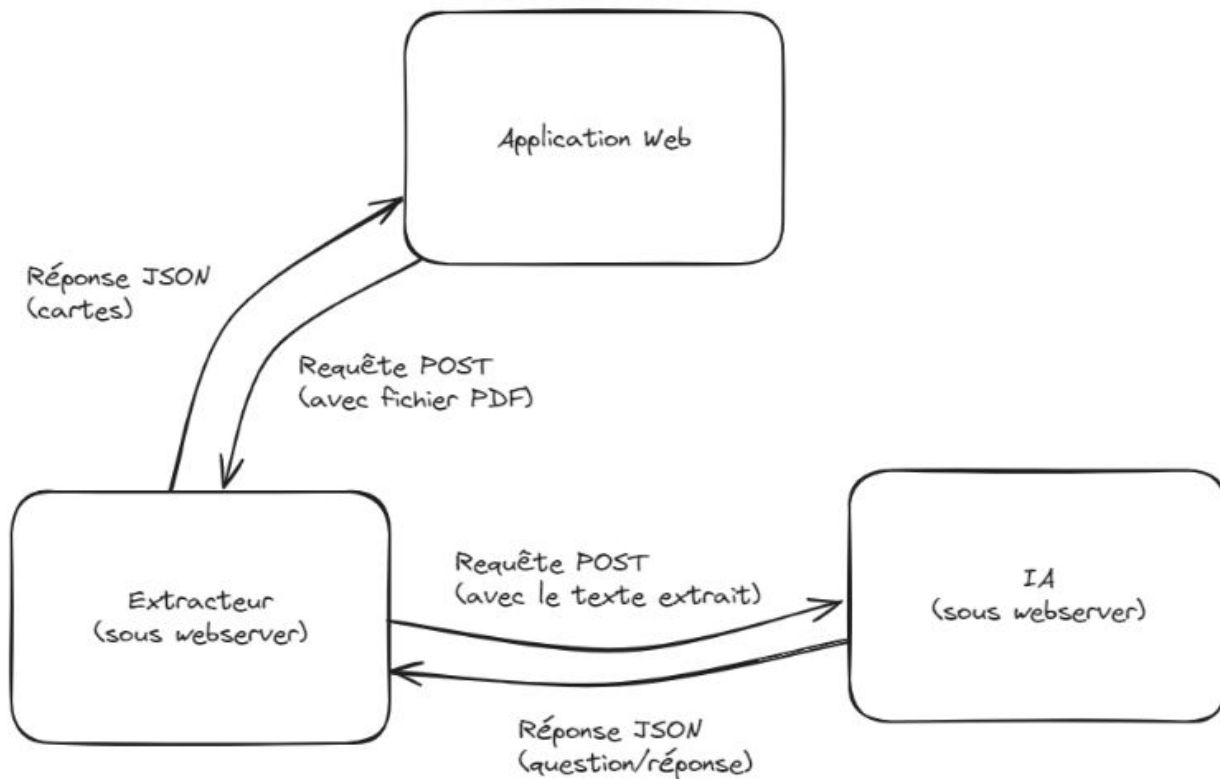 Application Web
Réponse JSON
(cartes)
Requête POST
(avec fichier PDF)
Extracteur
(sous webserver)
Requête POST
(avec le texte extrait)
IA
(sous webserver)
Réponse JSON
(question/réponse)